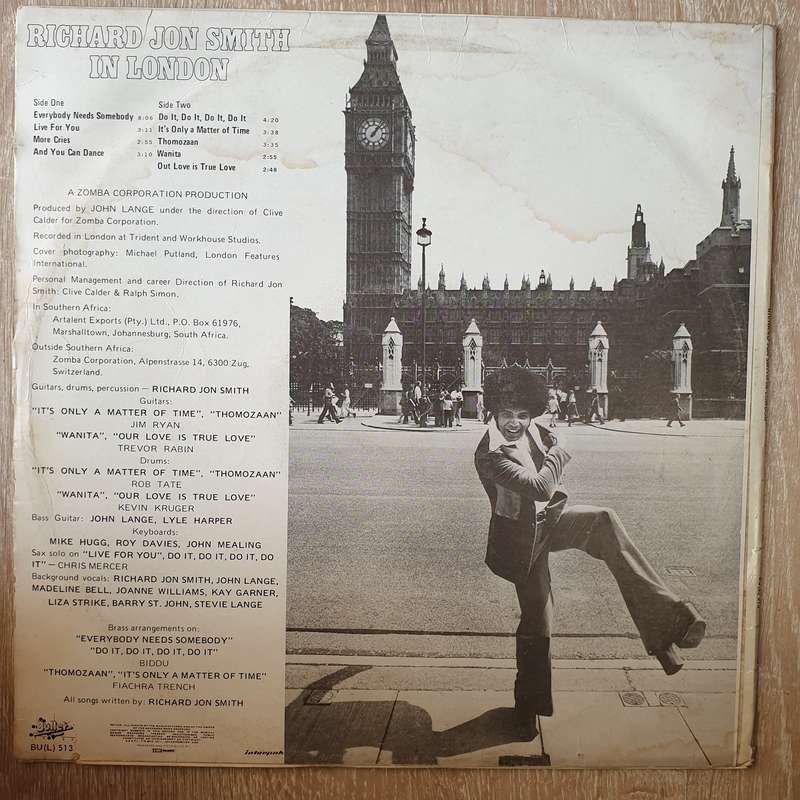 RICHARD JON SMITH
IN LONDON
Side One
Everybody Needs Somebody 8:06
Live For You 3:11
More Cries 2:55
And You Can Dance 3:10
Side Two
Do It, Do It, Do It, Do It 4:20
It's Only a Matter of Time 3:38
Thomozaan 3:35
Wanita 2:55
Out Love is True Love 2:48
A ZOMBA CORPORATION PRODUCTION
Produced by JOHN LANGE under the direction of Clive
Calder for Zomba Corporation.
Recorded in London at Trident and Workhouse Studios.
Cover photography: Michael Putland, London Features
International.
Personal Management and career Direction of Richard Jon
Smith: Clive Calder & Ralph Simon.
In Southern Africa:
Artalent Exports (Pty.) Ltd., P.O. Box 61976,
Marshalltown, Johannesburg, South Africa.
Outside Southern Africa:
Zomba Corporation, Alpenstrasse 14, 6300 Zug,
Switzerland.
Guitars, drums, percussion — RICHARD JON SMITH
Guitars:
"IT'S ONLY A MATTER OF TIME", "THOMOZAAN"
JIM RYAN
"WANITA", "OUR LOVE IS TRUE LOVE"
TREVOR RABIN
Drums:
"IT'S ONLY A MATTER OF TIME", "THOMOZAAN"
ROB TATE
"WANITA", "OUR LOVE IS TRUE LOVE"
KEVIN KRUGER
Bass Guitar: JOHN LANGE, LYLE HARPER
Keyboards:
MIKE HUGG, ROY DAVIES, JOHN MEALING
Sax solo on "LIVE FOR YOU", DO IT, DO IT, DO IT, DO
IT" — CHRIS MERCER
Background vocals: RICHARD JON SMITH, JOHN LANGE,
MADELINE BELL, JOANNE WILLIAMS, KAY GARNER,
LIZA STRIKE, BARRY ST. JOHN, STEVIE LANGE
Brass arrangements on:
"EVERYBODY NEEDS SOMEBODY"
"DO IT, DO IT, DO IT, DO IT"
BIDDU
"THOMOZAAN", "IT'S ONLY A MATTER OF TIME"
FIACHRA TRENCH
All songs written by: RICHARD JON SMITH
Bullet
BU(L) 513
EMI
interpak